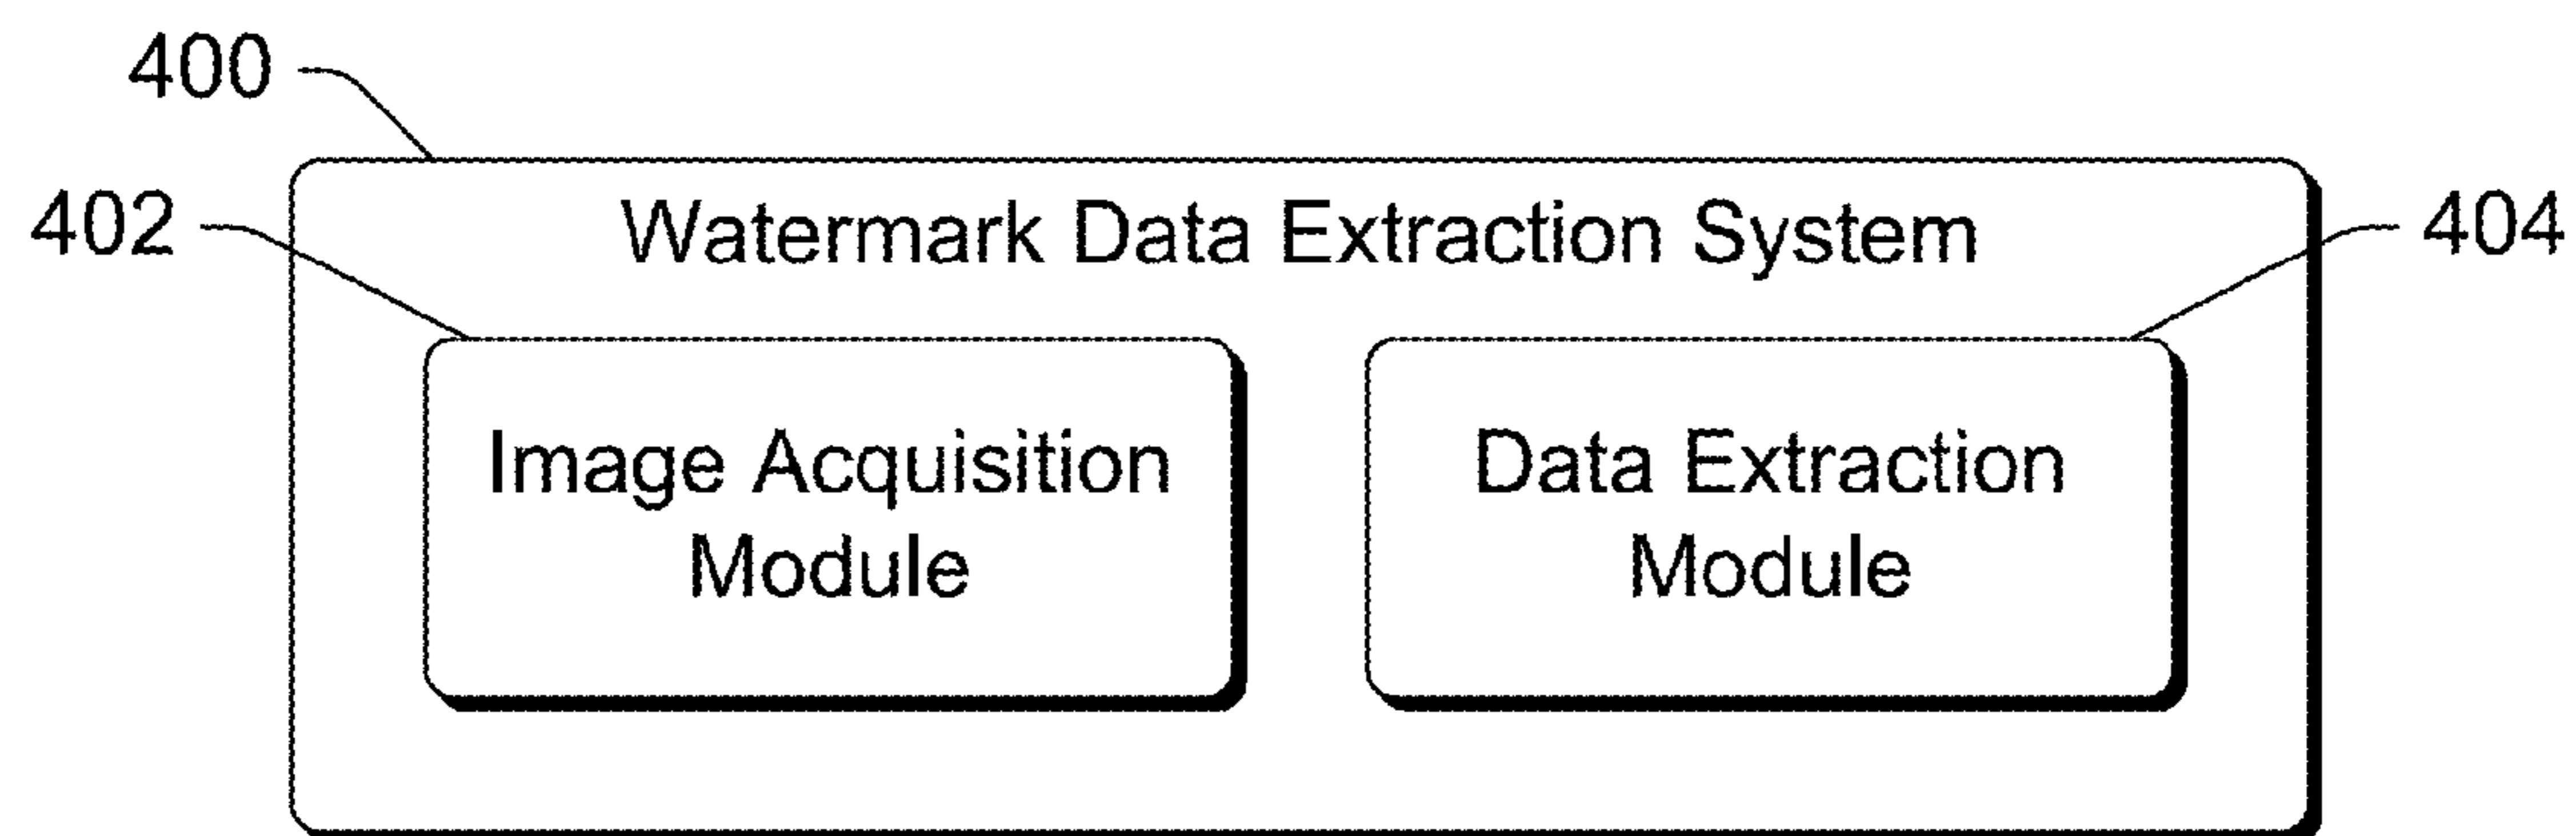 400
402
Watermark Data Extraction System
404
Image Acquisition
Module
Data Extraction
Module